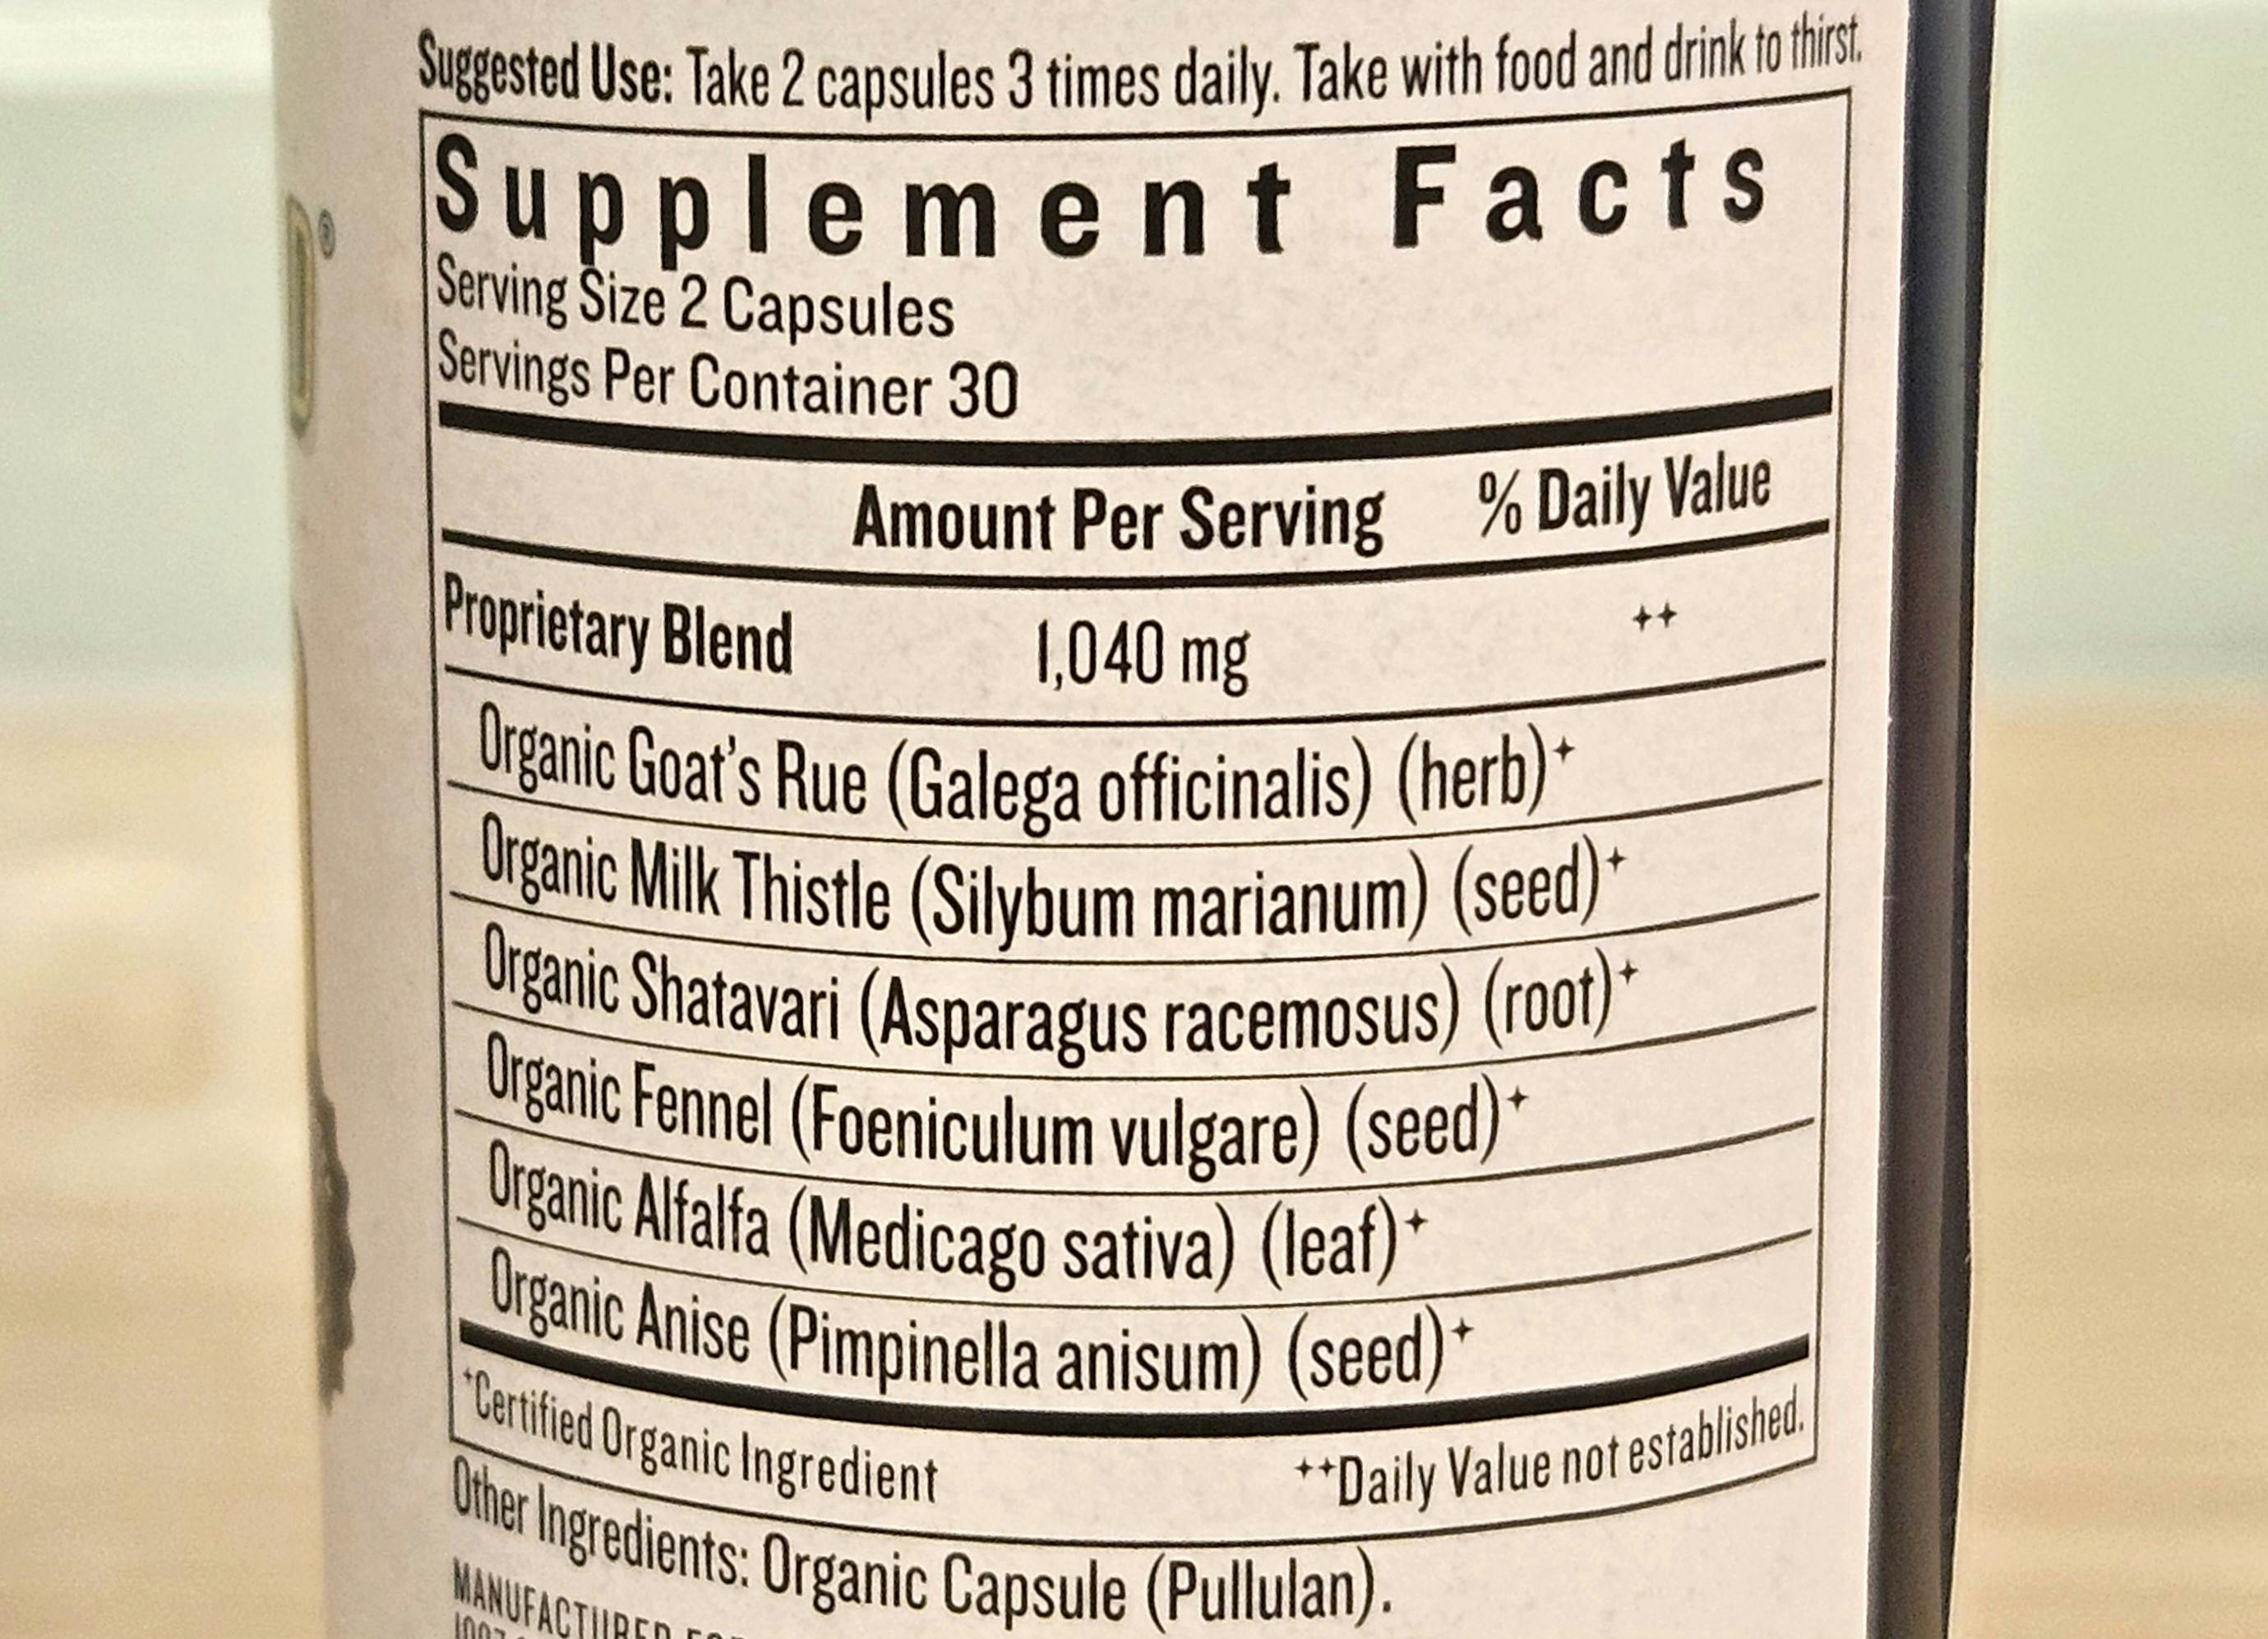 Suggested Use: Take 2 capsules 3 times daily. Take with food and drink to thirst.
Supplement Facts
Serving Size 2 Capsules
Servings Per Container 30
Amount Per Serving % Daily Value
Proprietary Blend 1,040 mg ++
Organic Goat's Rue (Galega officinalis) (herb)+
Organic Milk Thistle (Silybum marianum) (seed)+
Organic Shatavari (Asparagus racemosus) (root)+
Organic Fennel (Foeniculum vulgare) (seed)+
Organic Alfalfa (Medicago sativa) (leaf)+
Organic Anise (Pimpinella anisum) (seed)+
+Certified Organic Ingredient ++Daily Value not established.
Other Ingredients: Organic Capsule (Pullulan).
MANUFACTURED